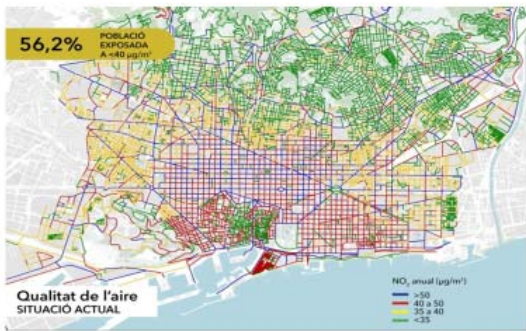 56,2%
POBLACIÓ
EXPOSADA
A <40 µg/m³
Qualitat de l'aire
SITUACIÓ ACTUAL
NO₂ anual (µg/m³)
>50
40 a 50
35 a 40
<35